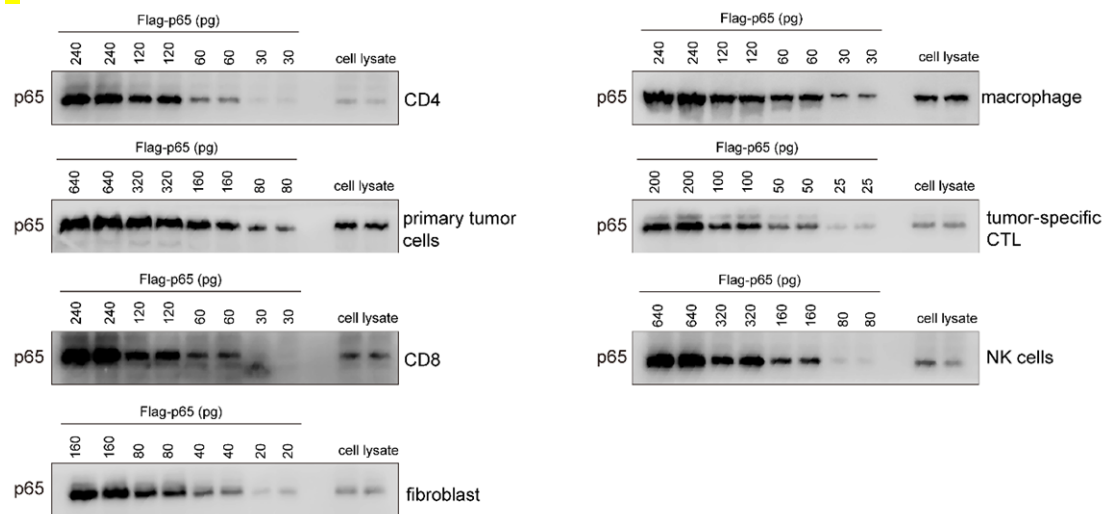 Flag-p65 (pg)
240 240 120 120 60 60 30 30 cell lysate
p65 CD4
Flag-p65 (pg)
640 640 320 320 160 160 80 80 cell lysate
p65 primary tumor
cells
Flag-p65 (pg)
240 240 120 120 60 60 30 30 cell lysate
p65 CD8
Flag-p65 (pg)
160 160 80 80 40 40 20 20 cell lysate
p65 fibroblast
Flag-p65 (pg)
240 240 120 120 60 60 30 30 cell lysate
p65 macrophage
Flag-p65 (pg)
200 200 100 100 50 50 25 25 cell lysate
p65 tumor-specific
CTL
Flag-p65 (pg)
640 640 320 320 160 160 80 80 cell lysate
p65 NK cells